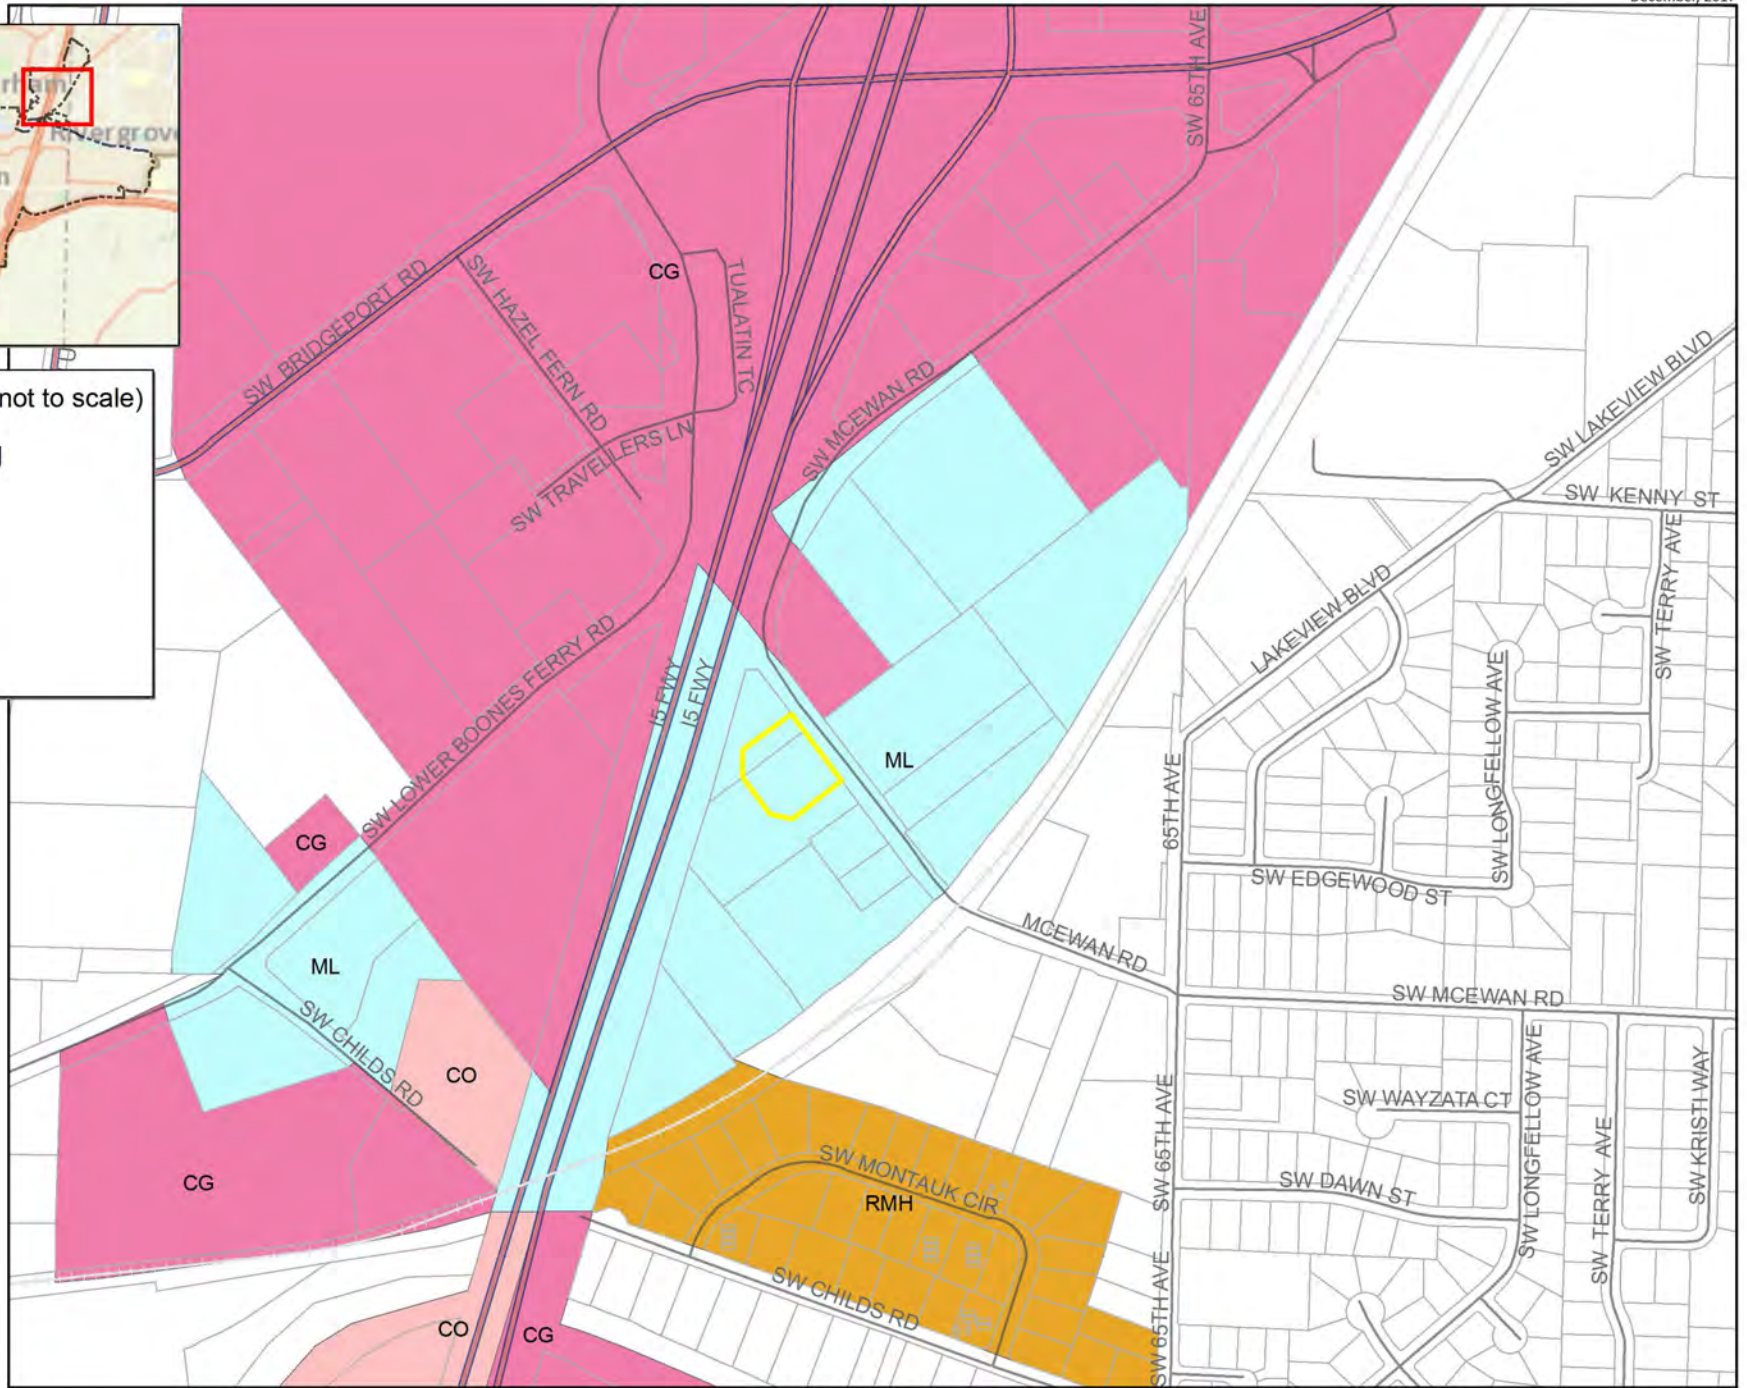 Rivergrove
not to scale)
SW 65TH AVE
CG
TUALATIN TC
SW BRIDGEPORT RD
SW HAZEL FERN RD
SW TRAVELLERS LN
SW MCEWAN RD
SW LAKEVIEW BLVD
SW KENNY ST
SW TERRY AVE
LAKEVIEW BLVD
SW LOWER BOONES FERRY RD
I5 FWY
I5 FWY
ML
65TH AVE
SW LONGFELLOW AVE
CG
SW EDGEWOOD ST
ML
MCEWAN RD
SW MCEWAN RD
SW CHILDS RD
CO
SW WAYZATA CT
SW LONGFELLOW AVE
SW KRISTI WAY
SW 65TH AVE
SW TERRY AVE
CG
SW MONTAUK CIR
RMH
SW DAWN ST
SW CHILDS RD
SW 65TH AVE
CO
CG